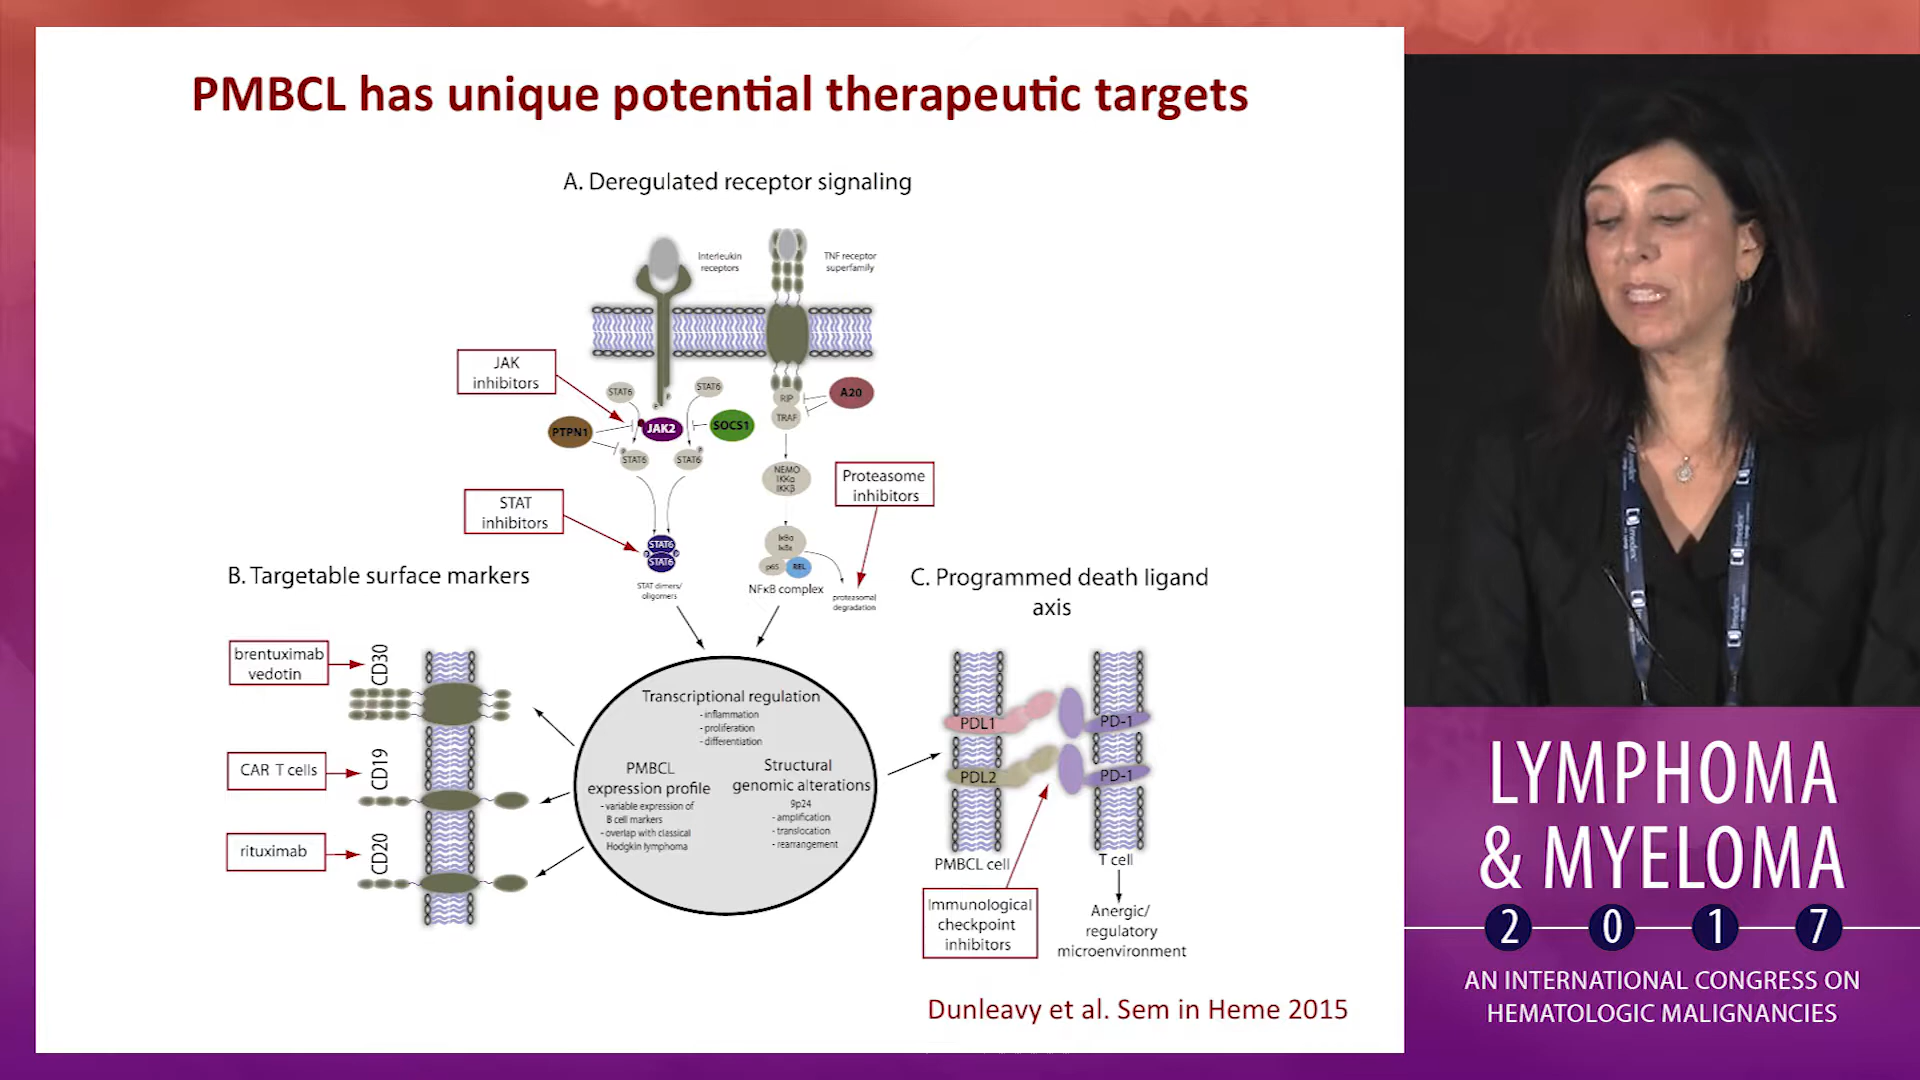 PMBCL has unique potential therapeutic targets
A. Deregulated receptor signaling
Interleukin
receptors
TNF receptor
superfamily
JAK
inhibitors
STAT6
STAT6
RIP
TRAF
A20
PTPN1
JAK2
SOCS1
STAT6
STAT6
NEMO
IKKα
IKKβ
Proteasome
inhibitors
STAT
inhibitors
STAT6
STAT6
IκBα
IκBε
p65
REL
STAT dimers/
oligomers
NFκB complex
proteasomal
degradation
B. Targetable surface markers
brentuximab
vedotin
CD30
CAR T cells
CD19
rituximab
CD20
Transcriptional regulation
- inflammation
- proliferation
- differentiation
PMBCL
expression profile
- variable expression of
B cell markers
- overlap with classical
Hodgkin lymphoma
Structural
genomic alterations
9p24
- amplification
- translocation
- rearrangement
C. Programmed death ligand
axis
PDL1
PD-1
PDL2
PD-1
PMBCL cell
T cell
Immunological
checkpoint
inhibitors
Anergic/
regulatory
microenvironment
Dunleavy et al. Sem in Heme 2015
LYMPHOMA
& MYELOMA
2017
AN INTERNATIONAL CONGRESS ON
HEMATOLOGIC MALIGNANCIES